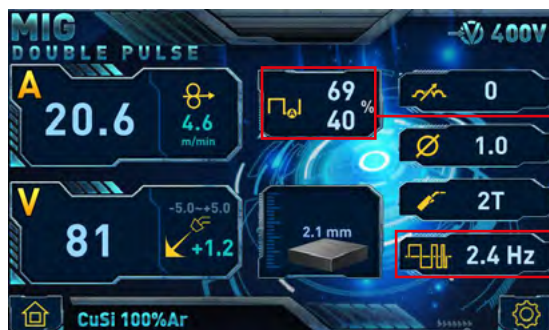 MIG
DOUBLE PULSE
400V
A
20.6
4.6
m/min
A
69
40
%
0
1.0
2T
V
81
-5.0~+5.0
+1.2
2.1 mm
2.4 Hz
CuSi 100%Ar